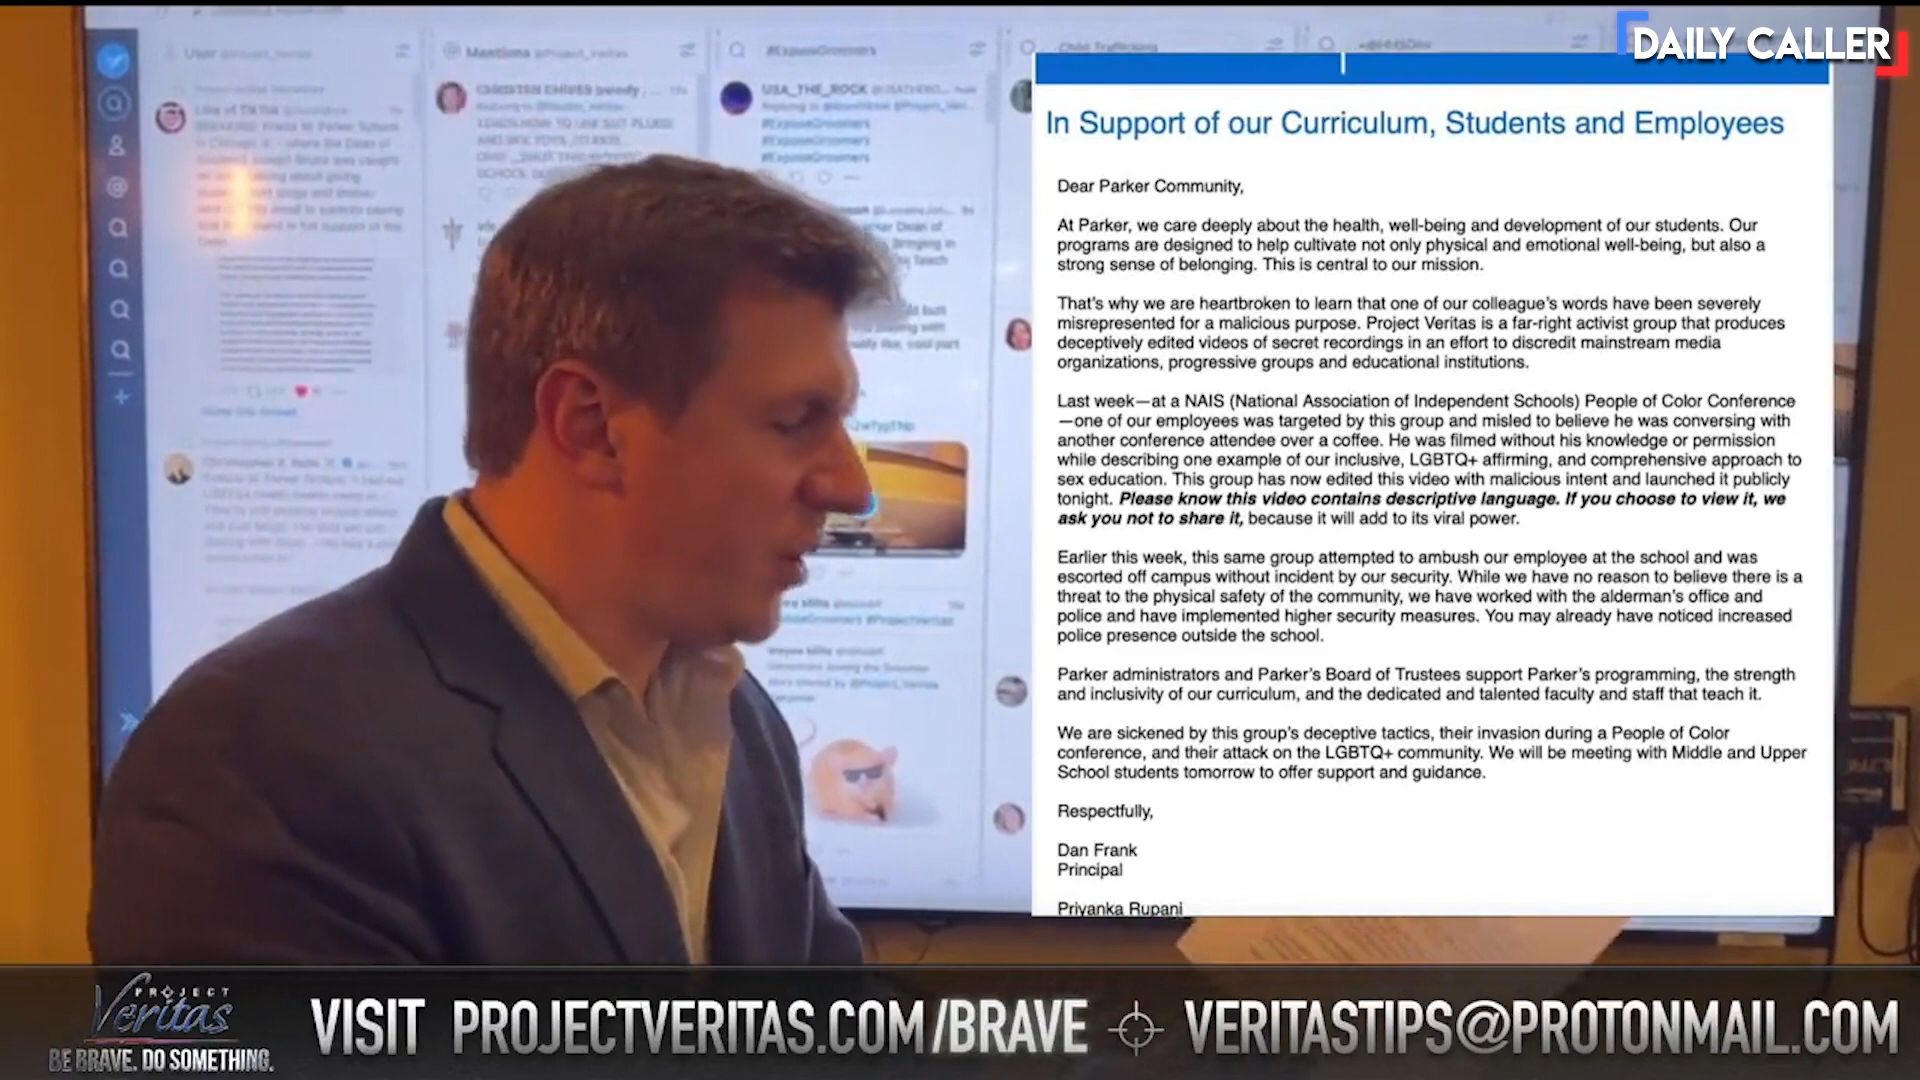 DAILY CALLER
User @Project_Veritas
Mentions @Project_Veritas
#ExposeGroomers
Child Trafficking
USA_THE_ROCK
#ExposeGroomers
#ExposeGroomers
#ExposeGroomers
In Support of our Curriculum, Students and Employees
Dear Parker Community,
At Parker, we care deeply about the health, well-being and development of our students. Our
programs are designed to help cultivate not only physical and emotional well-being, but also a
strong sense of belonging. This is central to our mission.
That's why we are heartbroken to learn that one of our colleague's words have been severely
misrepresented for a malicious purpose. Project Veritas is a far-right activist group that produces
deceptively edited videos of secret recordings in an effort to discredit mainstream media
organizations, progressive groups and educational institutions.
Last week—at a NAIS (National Association of Independent Schools) People of Color Conference
—one of our employees was targeted by this group and misled to believe he was conversing with
another conference attendee over a coffee. He was filmed without his knowledge or permission
while describing one example of our inclusive, LGBTQ+ affirming, and comprehensive approach to
sex education. This group has now edited this video with malicious intent and launched it publicly
tonight. Please know this video contains descriptive language. If you choose to view it, we
ask you not to share it, because it will add to its viral power.
Earlier this week, this same group attempted to ambush our employee at the school and was
escorted off campus without incident by our security. While we have no reason to believe there is a
threat to the physical safety of the community, we have worked with the alderman's office and
police and have implemented higher security measures. You may already have noticed increased
police presence outside the school.
Parker administrators and Parker's Board of Trustees support Parker's programming, the strength
and inclusivity of our curriculum, and the dedicated and talented faculty and staff that teach it.
We are sickened by this group's deceptive tactics, their invasion during a People of Color
conference, and their attack on the LGBTQ+ community. We will be meeting with Middle and Upper
School students tomorrow to offer support and guidance.
Respectfully,
Dan Frank
Principal
Priyanka Rupani
PROJECT
Veritas
BE BRAVE. DO SOMETHING.
VISIT PROJECTVERITAS.COM/BRAVE
VERITASTIPS@PROTONMAIL.COM